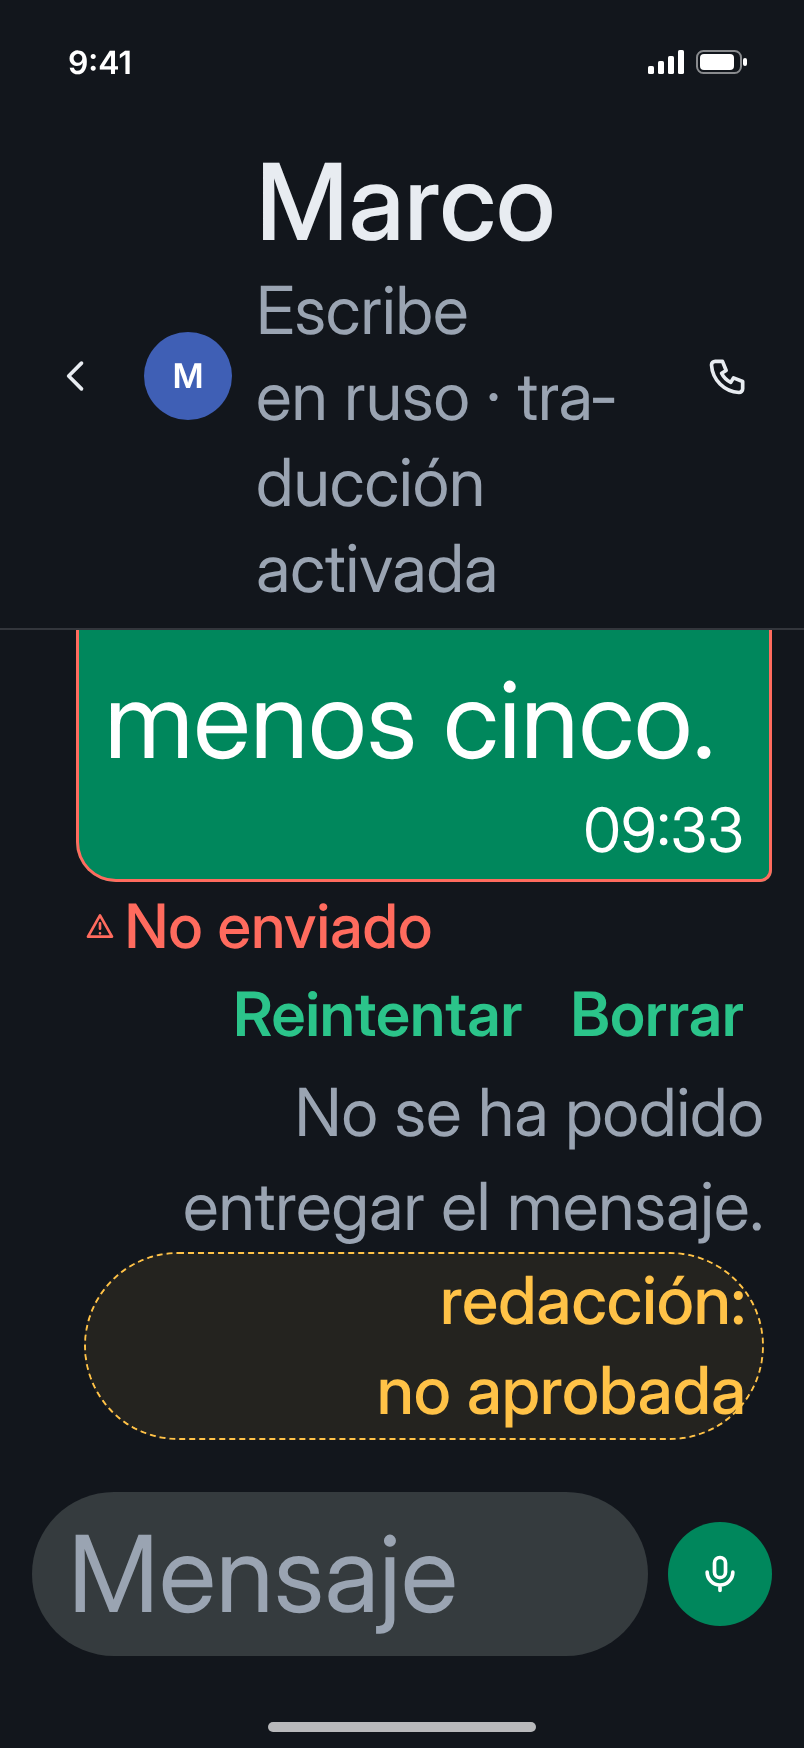 9:41
Marco
Escribe
en ruso · tra-
ducción
activada
M
menos cinco.
09:33
No enviado
Reintentar Borrar
No se ha podido
entregar el mensaje.
redacción:
no aprobada
Mensaje